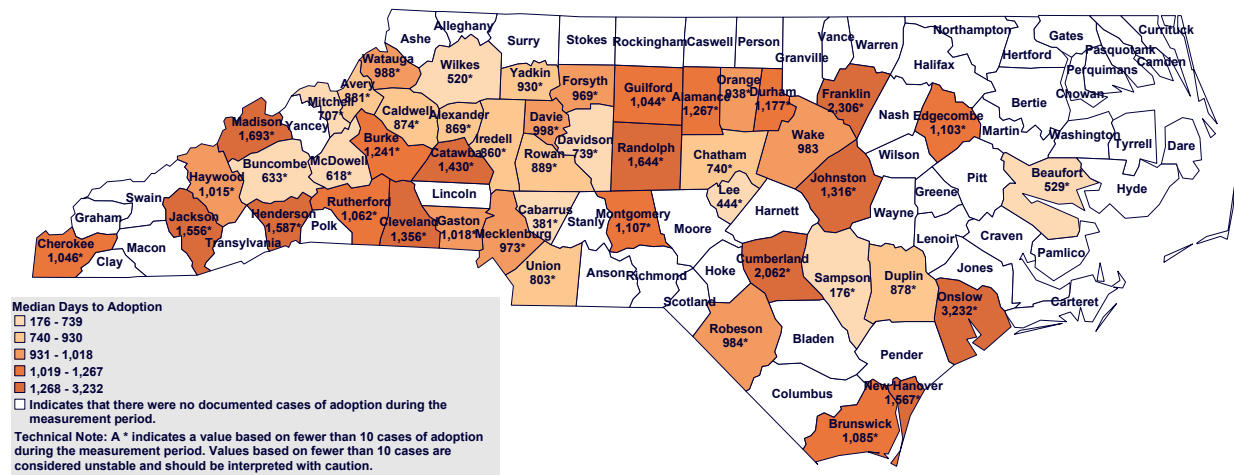 Alleghany
Ashe
Surry
Stokes
Rockingham
Caswell
Person
Granville
Vance
Warren
Northampton
Hertford
Gates
Currituck
Pasquotank
Camden
Perquimans
Chowan
Halifax
Bertie
Watauga
988*
Wilkes
520*
Yadkin
930*
Forsyth
969*
Guilford
1,044*
Alamance
1,267*
Orange
938*
Durham
1,177*
Franklin
2,306*
Nash
Edgecombe
1,103*
Martin
Washington
Tyrrell
Dare
Avery
881*
Mitchell
707*
Yancey
Madison
1,693*
Caldwell
874*
Alexander
869*
Iredell
860*
Davie
998*
Davidson
739*
Randolph
1,644*
Chatham
740*
Wake
983
Wilson
Pitt
Beaufort
529*
Hyde
Burke
1,241*
McDowell
618*
Buncombe
633*
Haywood
1,015*
Catawba
1,430*
Rowan
889*
Lincoln
Lee
444*
Johnston
1,316*
Greene
Swain
Graham
Jackson
1,556*
Henderson
1,587*
Transylvania
Polk
Rutherford
1,062*
Cleveland
1,356*
Gaston
1,018*
Mecklenburg
973*
Cabarrus
381*
Stanly
Montgomery
1,107*
Moore
Harnett
Wayne
Lenoir
Craven
Pamlico
Cherokee
1,046*
Clay
Macon
Union
803*
Anson
Richmond
Hoke
Scotland
Cumberland
2,062*
Sampson
176*
Duplin
878*
Jones
Carteret
Onslow
3,232*
Robeson
984*
Bladen
Pender
Columbus
New Hanover
1,567*
Brunswick
1,085*
Median Days to Adoption
176 - 739
740 - 930
931 - 1,018
1,019 - 1,267
1,268 - 3,232
Indicates that there were no documented cases of adoption during the
measurement period.
Technical Note: A * indicates a value based on fewer than 10 cases of adoption
during the measurement period. Values based on fewer than 10 cases are
considered unstable and should be interpreted with caution.